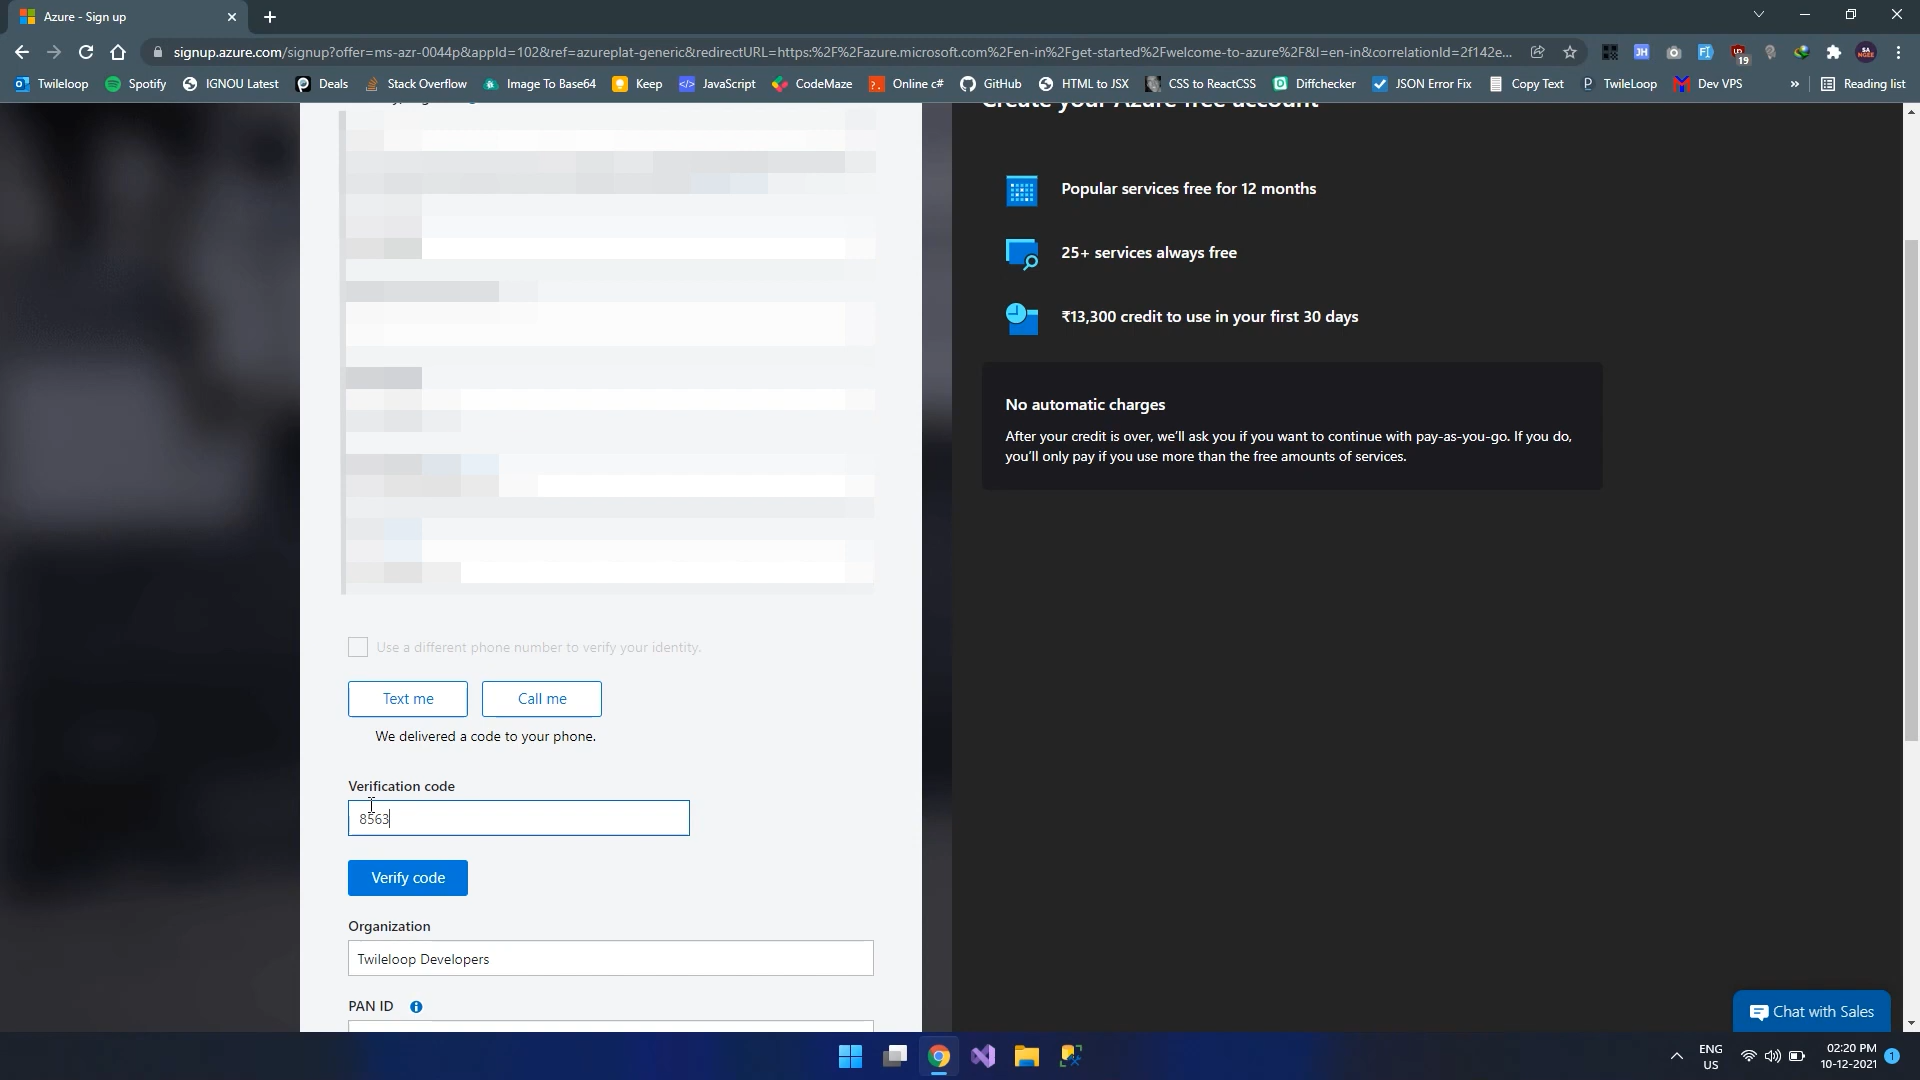 Azure - Sign up
signup.azure.com/signup?offer=ms-azr-0044p&appId=102&ref=azureplat-generic&redirectURL=https:%2F%2Fazure.microsoft.com%2Fen-in%2Fget-started%2Fwelcome-to-azure%2F&l=en-in&correlationId=2f142e...
19
Twileloop
Spotify
IGNOU Latest
Deals
Stack Overflow
Image To Base64
Keep
JavaScript
CodeMaze
Online c#
GitHub
HTML to JSX
CSS to ReactCSS
Diffchecker
JSON Error Fix
Copy Text
TwileLoop
Dev VPS
»
Reading list
Create your Azure free account
Popular services free for 12 months
25+ services always free
₹13,300 credit to use in your first 30 days
No automatic charges
After your credit is over, we'll ask you if you want to continue with pay-as-you-go. If you do,
you'll only pay if you use more than the free amounts of services.
Use a different phone number to verify your identity.
Text me
Call me
We delivered a code to your phone.
Verification code
8563
Verify code
Organization
Twileloop Developers
PAN ID
Chat with Sales
ENG
US
02:20 PM
10-12-2021
1